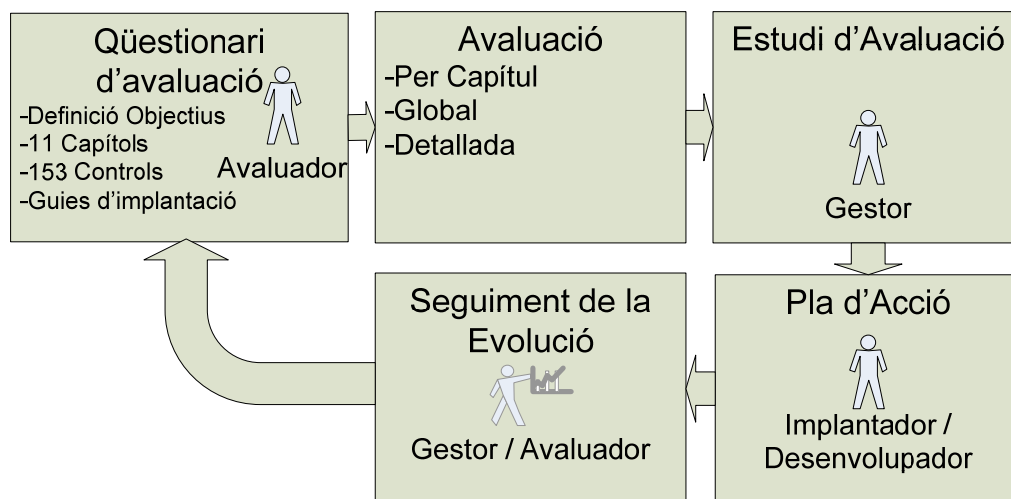 Qüestionari
d’avaluació
-Definició Objectius
-11 Capítols
-153 Controls
-Guies d’implantació
Avaluador
Avaluació
-Per Capítul
-Global
-Detallada
Estudi d’Avaluació
Gestor
Pla d’Acció
Implantador /
Desenvolupador
Seguiment de la
Evolució
Gestor / Avaluador